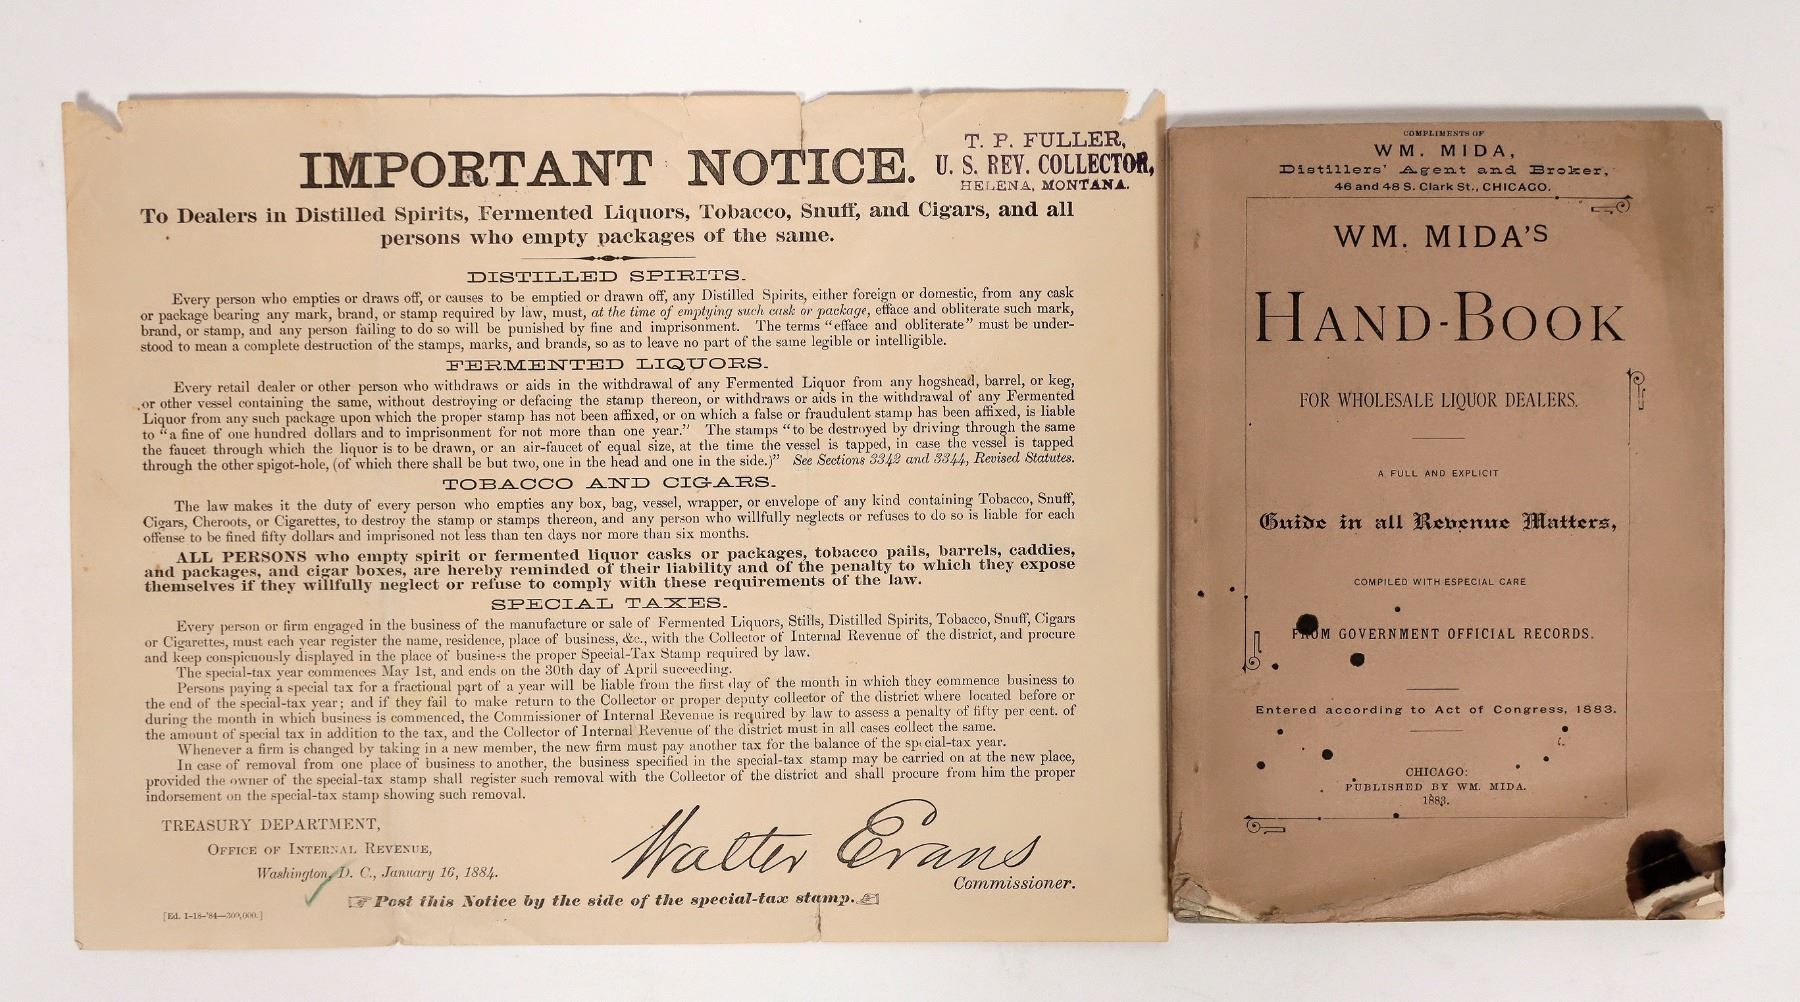 T. P. FULLER,
U. S. REV. COLLECTOR,
HELENA, MONTANA.
IMPORTANT NOTICE.
To Dealers in Distilled Spirits, Fermented Liquors, Tobacco, Snuff, and Cigars, and all
persons who empty packages of the same.
DISTILLED SPIRITS.
Every person who empties or draws off, or causes to be emptied or drawn off, any Distilled Spirits, either foreign or domestic, from any cask
or package bearing any mark, brand, or stamp required by law, must, at the time of emptying such cask or package, efface and obliterate such mark,
brand, or stamp, and any person failing to do so will be punished by fine and imprisonment. The terms "efface and obliterate" must be under-
stood to mean a complete destruction of the stamps, marks, and brands, so as to leave no part of the same legible or intelligible.
FERMENTED LIQUORS.
Every retail dealer or other person who withdraws or aids in the withdrawal of any Fermented Liquor from any hogshead, barrel, or keg,
or other vessel containing the same, without destroying or defacing the stamp thereon, or withdraws or aids in the withdrawal of any Fermented
Liquor from any such package upon which the proper stamp has not been affixed, or on which a false or fraudulent stamp has been affixed, is liable
to "a fine of one hundred dollars and to imprisonment for not more than one year." The stamps "to be destroyed by driving through the same
the faucet through which the liquor is to be drawn, or an air-faucet of equal size, at the time the vessel is tapped, in case the vessel is tapped
through the other spigot-hole, (of which there shall be but two, one in the head and one in the side.)" See Sections 3342 and 3344, Revised Statutes.
TOBACCO AND CIGARS.
The law makes it the duty of every person who empties any box, bag, vessel, wrapper, or envelope of any kind containing Tobacco, Snuff,
Cigars, Cheroots, or Cigarettes, to destroy the stamp or stamps thereon, and any person who willfully neglects or refuses to do so is liable for each
offense to be fined fifty dollars and imprisoned not less than ten days nor more than six months.
ALL PERSONS who empty spirit or fermented liquor casks or packages, tobacco pails, barrels, caddies,
and packages, and cigar boxes, are hereby reminded of their liability and of the penalty to which they expose
themselves if they willfully neglect or refuse to comply with these requirements of the law.
SPECIAL TAXES.
Every person or firm engaged in the business of the manufacture or sale of Fermented Liquors, Stills, Distilled Spirits, Tobacco, Snuff, Cigars
or Cigarettes, must each year register the name, residence, place of business, &c., with the Collector of Internal Revenue of the district, and procure
and keep conspicuously displayed in the place of business the proper Special-Tax Stamp required by law.
The special-tax year commences May 1st, and ends on the 30th day of April succeeding.
Persons paying a special tax for a fractional part of a year will be liable from the first day of the month in which they commence business to
the end of the special-tax year; and if they fail to make return to the Collector or proper deputy collector of the district where located before or
during the month in which business is commenced, the Commissioner of Internal Revenue is required by law to assess a penalty of fifty per cent. of
the amount of special tax in addition to the tax, and the Collector of Internal Revenue of the district must in all cases collect the same.
Whenever a firm is changed by taking in a new member, the new firm must pay another tax for the balance of the special-tax year.
In case of removal from one place of business to another, the business specified in the special-tax stamp may be carried on at the new place,
provided the owner of the special-tax stamp shall register such removal with the Collector of the district and shall procure from him the proper
indorsement on the special-tax stamp showing such removal.
TREASURY DEPARTMENT,
OFFICE OF INTERNAL REVENUE,
Washington, D. C., January 16, 1884.
Walter Evans
Commissioner.
☞Post this Notice by the side of the special-tax stamp.☜
[Ed. 1-18-'84—300,000.]
COMPLIMENTS OF
WM. MIDA,
Distillers' Agent and Broker,
46 and 48 S. Clark St., CHICAGO.
WM. MIDA'S
HAND-BOOK
FOR WHOLESALE LIQUOR DEALERS.
A FULL AND EXPLICIT
Guide in all Revenue Matters,
COMPILED WITH ESPECIAL CARE
FROM GOVERNMENT OFFICIAL RECORDS.
Entered according to Act of Congress, 1883.
CHICAGO:
PUBLISHED BY WM. MIDA.
1883.